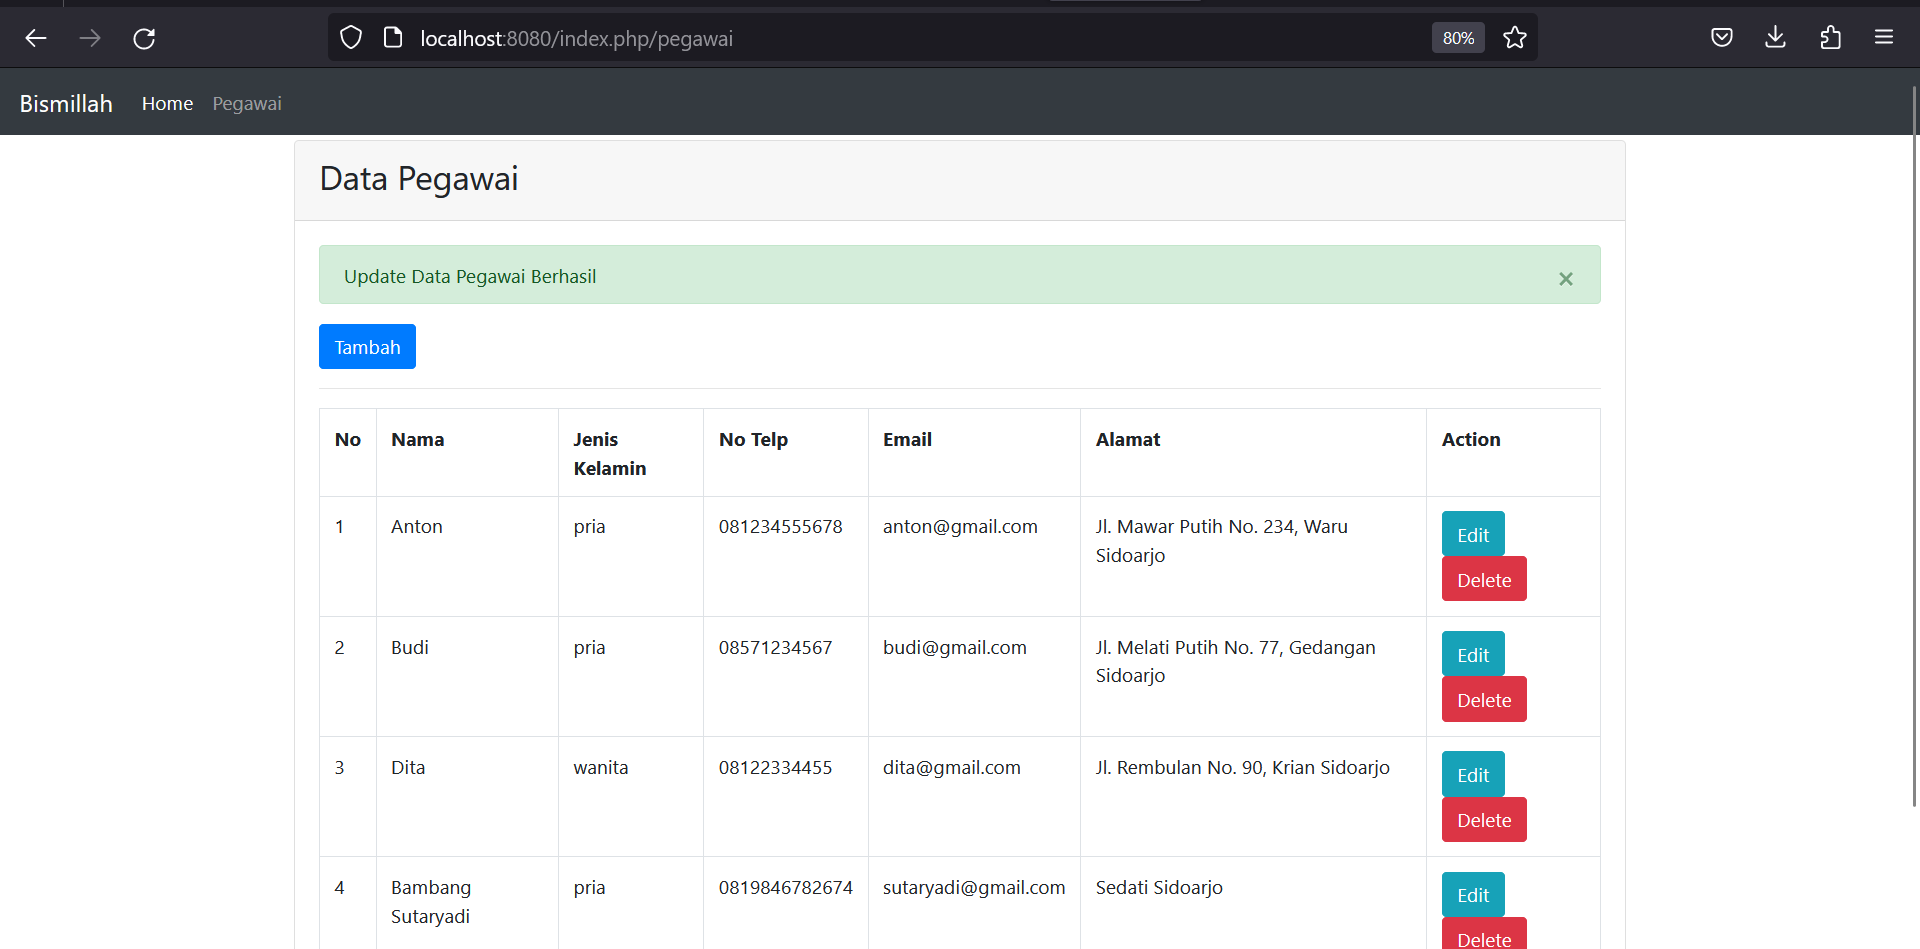 localhost:8080/index.php/pegawai
80%
Bismillah Home Pegawai
Data Pegawai
Update Data Pegawai Berhasil ×
Tambah
No Nama Jenis Kelamin No Telp Email Alamat Action
1 Anton pria 081234555678 anton@gmail.com Jl. Mawar Putih No. 234, Waru Sidoarjo Edit Delete
2 Budi pria 08571234567 budi@gmail.com Jl. Melati Putih No. 77, Gedangan Sidoarjo Edit Delete
3 Dita wanita 08122334455 dita@gmail.com Jl. Rembulan No. 90, Krian Sidoarjo Edit Delete
4 Bambang Sutaryadi pria 0819846782674 sutaryadi@gmail.com Sedati Sidoarjo Edit Delete